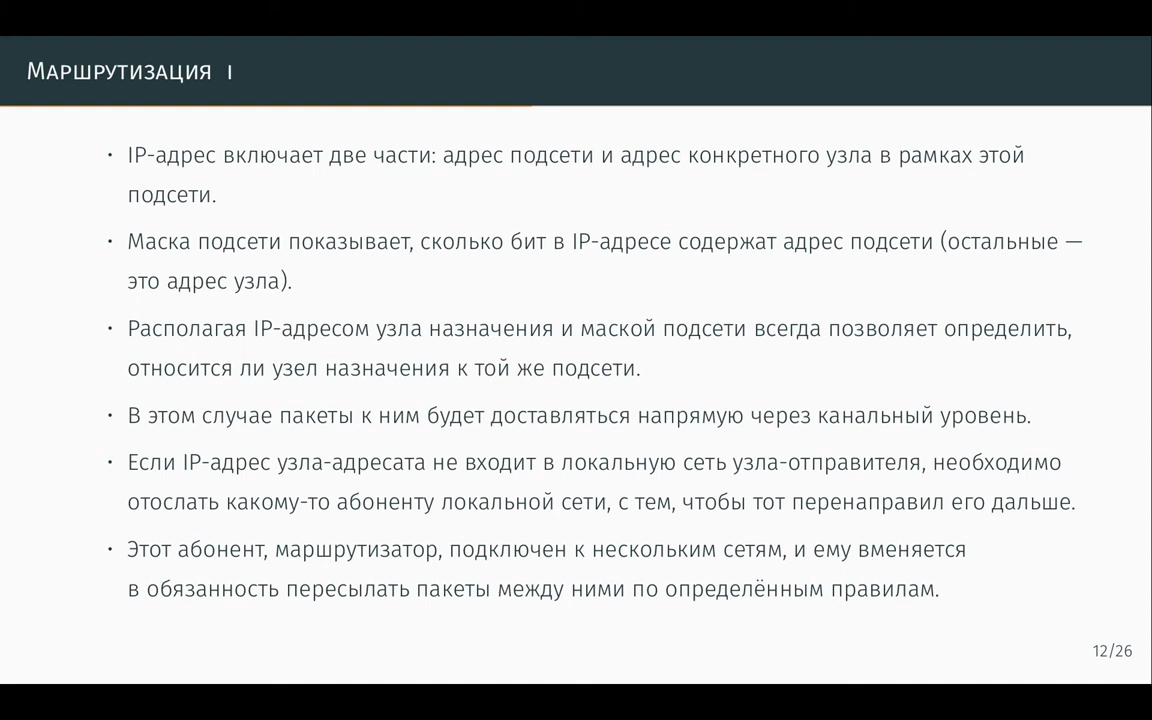 Маршрутизация I
• IP-адрес включает две части: адрес подсети и адрес конкретного узла в рамках этой
подсети.
• Маска подсети показывает, сколько бит в IP-адресе содержат адрес подсети (остальные —
это адрес узла).
• Располагая IP-адресом узла назначения и маской подсети всегда позволяет определить,
относится ли узел назначения к той же подсети.
• В этом случае пакеты к ним будет доставляться напрямую через канальный уровень.
• Если IP-адрес узла-адресата не входит в локальную сеть узла-отправителя, необходимо
отослать какому-то абоненту локальной сети, с тем, чтобы тот перенаправил его дальше.
• Этот абонент, маршрутизатор, подключен к нескольким сетям, и ему вменяется
в обязанность пересылать пакеты между ними по определённым правилам.
12/26